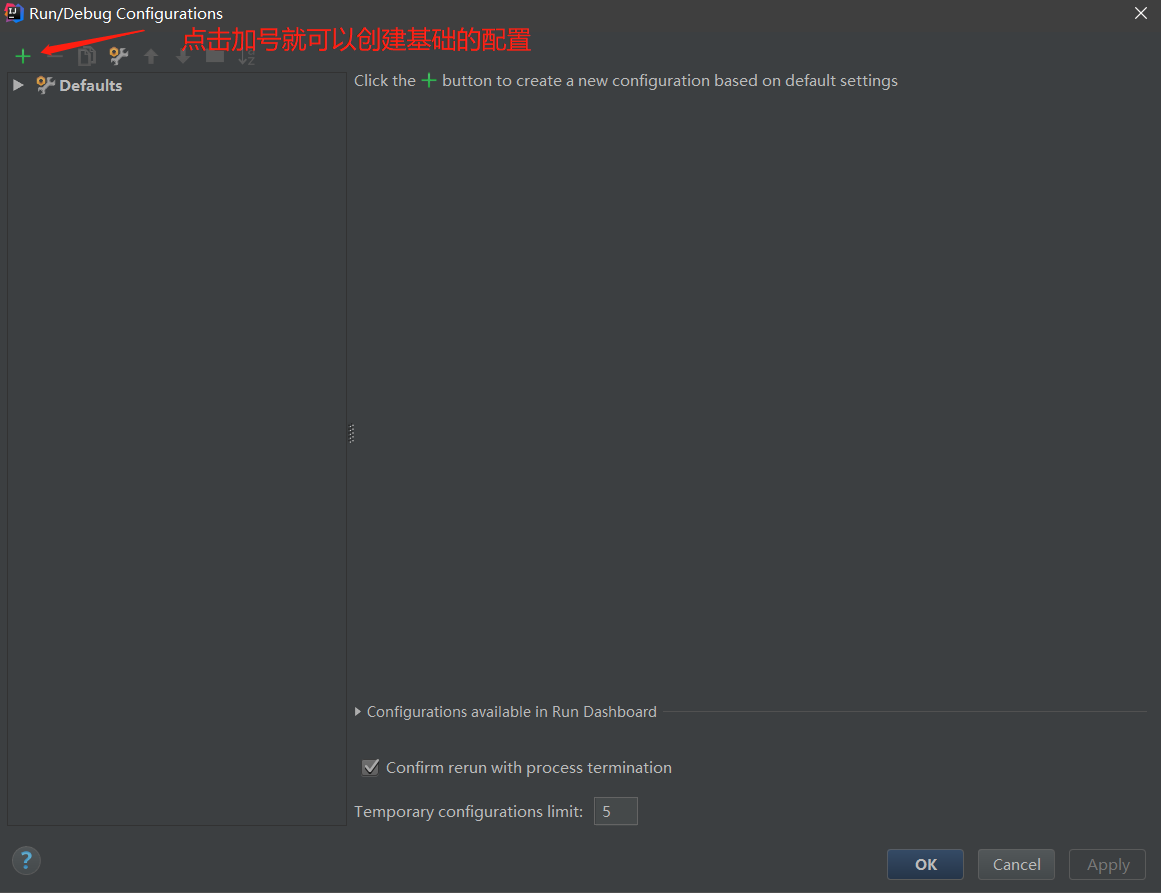 Run/Debug Configurations
点击加号就可以创建基础的配置
Defaults
Click the + button to create a new configuration based on default settings
Configurations available in Run Dashboard
Confirm rerun with process termination
Temporary configurations limit: 5
?
OK Cancel Apply